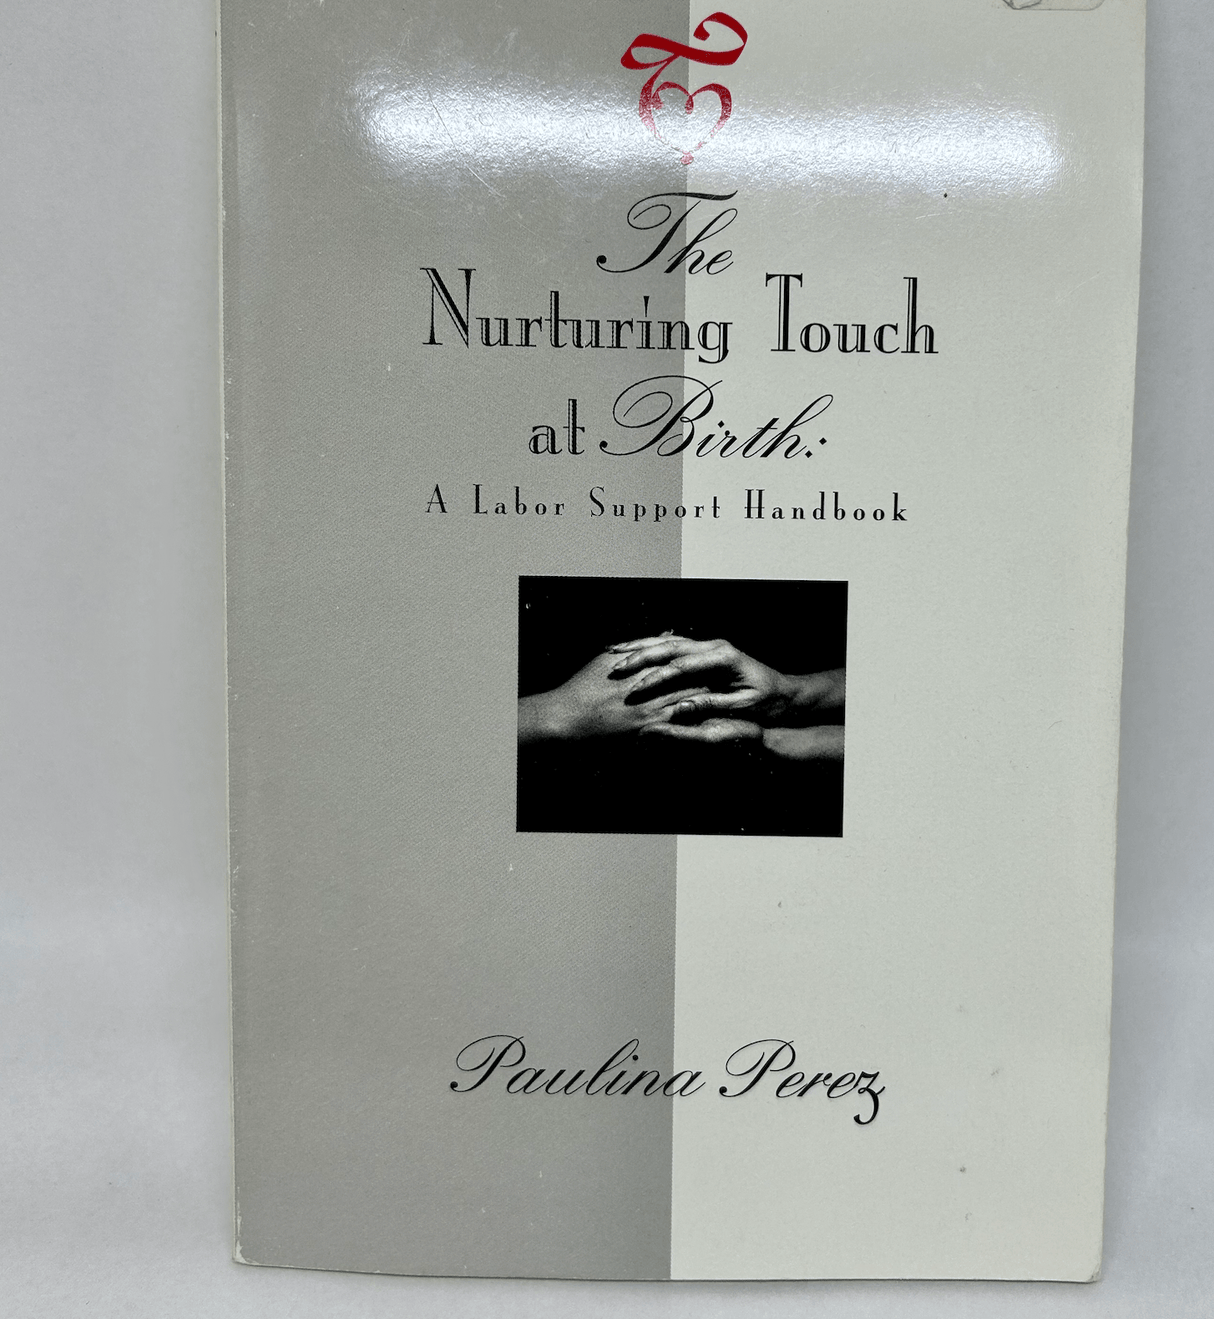 The
Nurturing Touch
at Birth:
A Labor Support Handbook
Paulina Perez